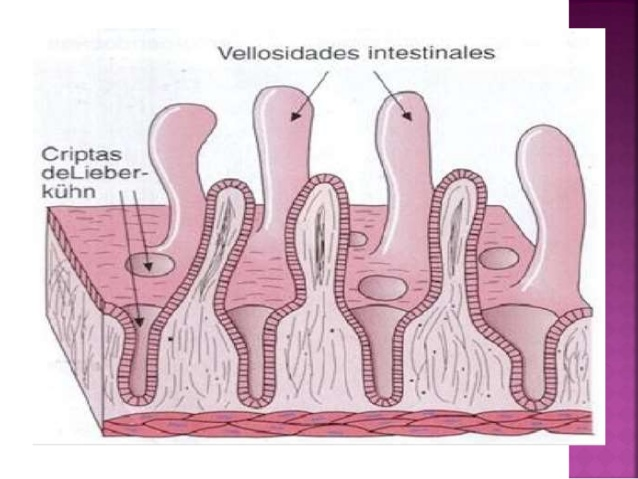 Vellosidades intestinales
Criptas
deLieber-
kühn